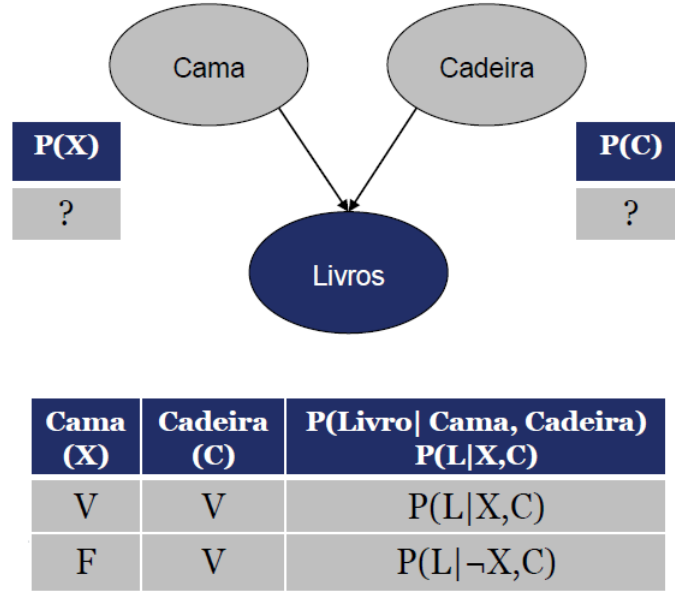 Cama
Cadeira
P(X)
P(C)
?
?
Livros
Cama (X)
Cadeira (C)
P(Livro| Cama, Cadeira)
P(L|X,C)
V
V
P(L|X,C)
F
V
P(L|¬X,C)